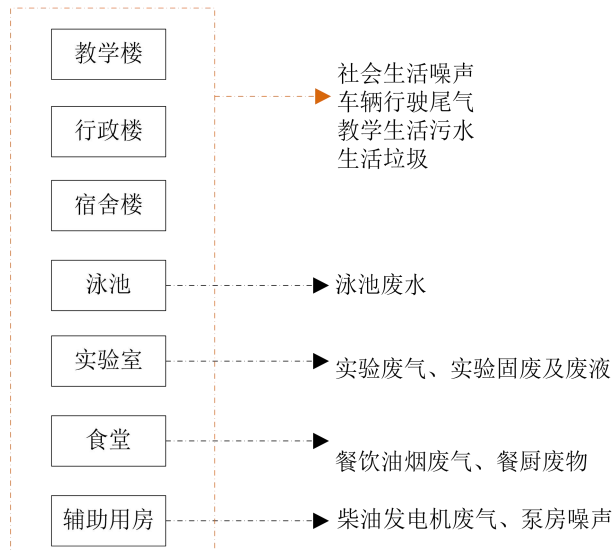 教学楼
社会生活噪声
车辆行驶尾气
行政楼
教学生活污水
生活垃圾
宿舍楼
泳池
泳池废水
实验室
实验废气、实验固废及废液
食堂
餐饮油烟废气、餐厨废物
辅助用房
柴油发电机废气、泵房噪声